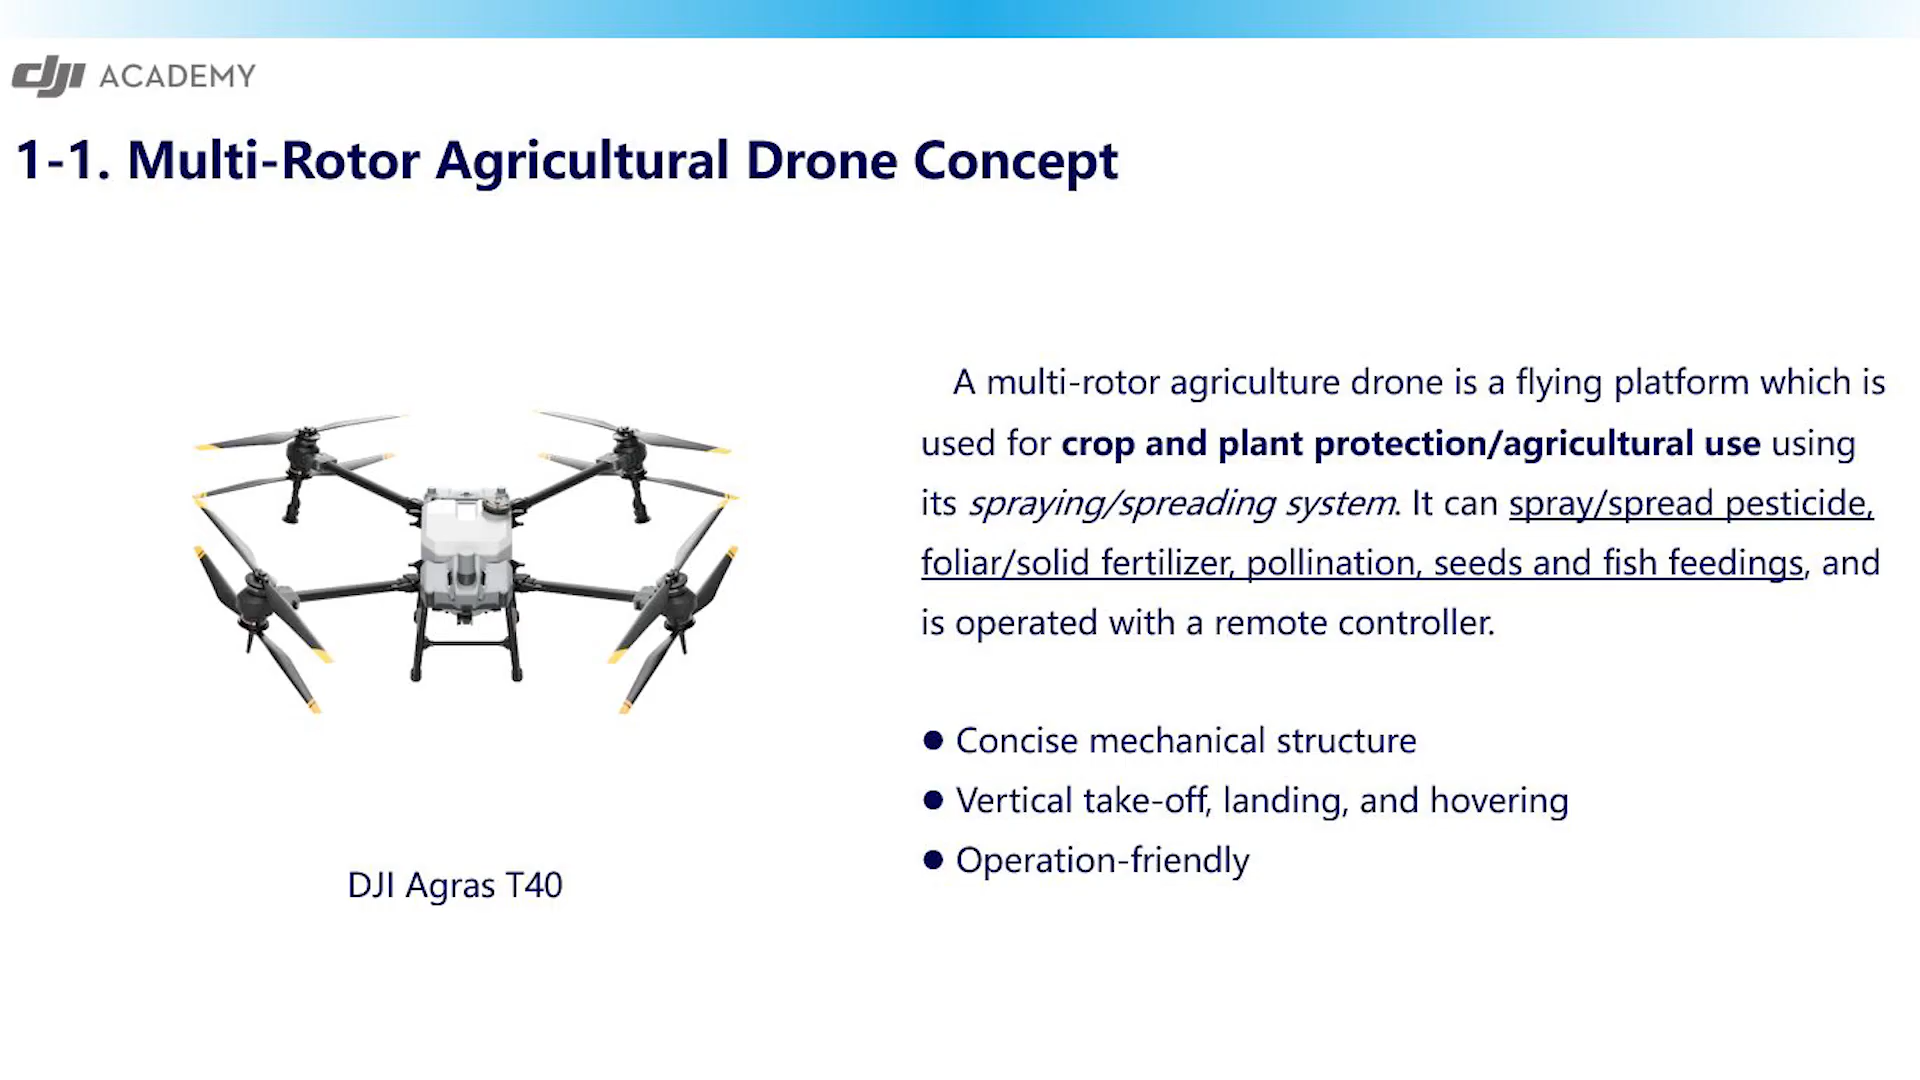 dji ACADEMY
1-1. Multi-Rotor Agricultural Drone Concept
A multi-rotor agriculture drone is a flying platform which is
used for crop and plant protection/agricultural use using
its spraying/spreading system. It can spray/spread pesticide,
foliar/solid fertilizer, pollination, seeds and fish feedings, and
is operated with a remote controller.
● Concise mechanical structure
● Vertical take-off, landing, and hovering
● Operation-friendly
DJI Agras T40